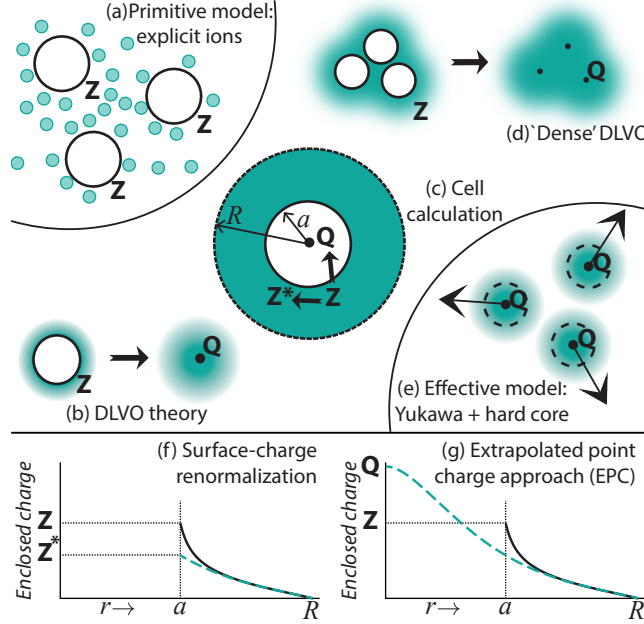 (a)Primitive model:
explicit ions
Z
Z
Z
Z
Q
(d)`Dense' DLVO
(c) Cell
calculation
R
a
Q
Z* Z
Q
Q
Q
Z
Q
(b) DLVO theory
(e) Effective model:
Yukawa + hard core
(f) Surface-charge
renormalization
Enclosed charge
Z
Z*
r→
a
R
(g) Extrapolated point
charge approach (EPC)
Enclosed charge
Q
Z
r→
a
R